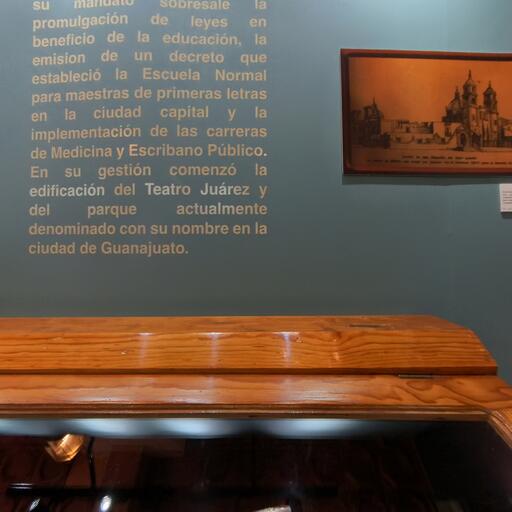 su mandato sobresale la
promulgación de leyes en
beneficio de la educación, la
emision de un decreto que
estableció la Escuela Normal
para maestras de primeras letras
en la ciudad capital y la
implementación de las carreras
de Medicina y Escribano Público.
En su gestión comenzó la
edificación del Teatro Juárez y
del parque actualmente
denominado con su nombre en la
ciudad de Guanajuato.